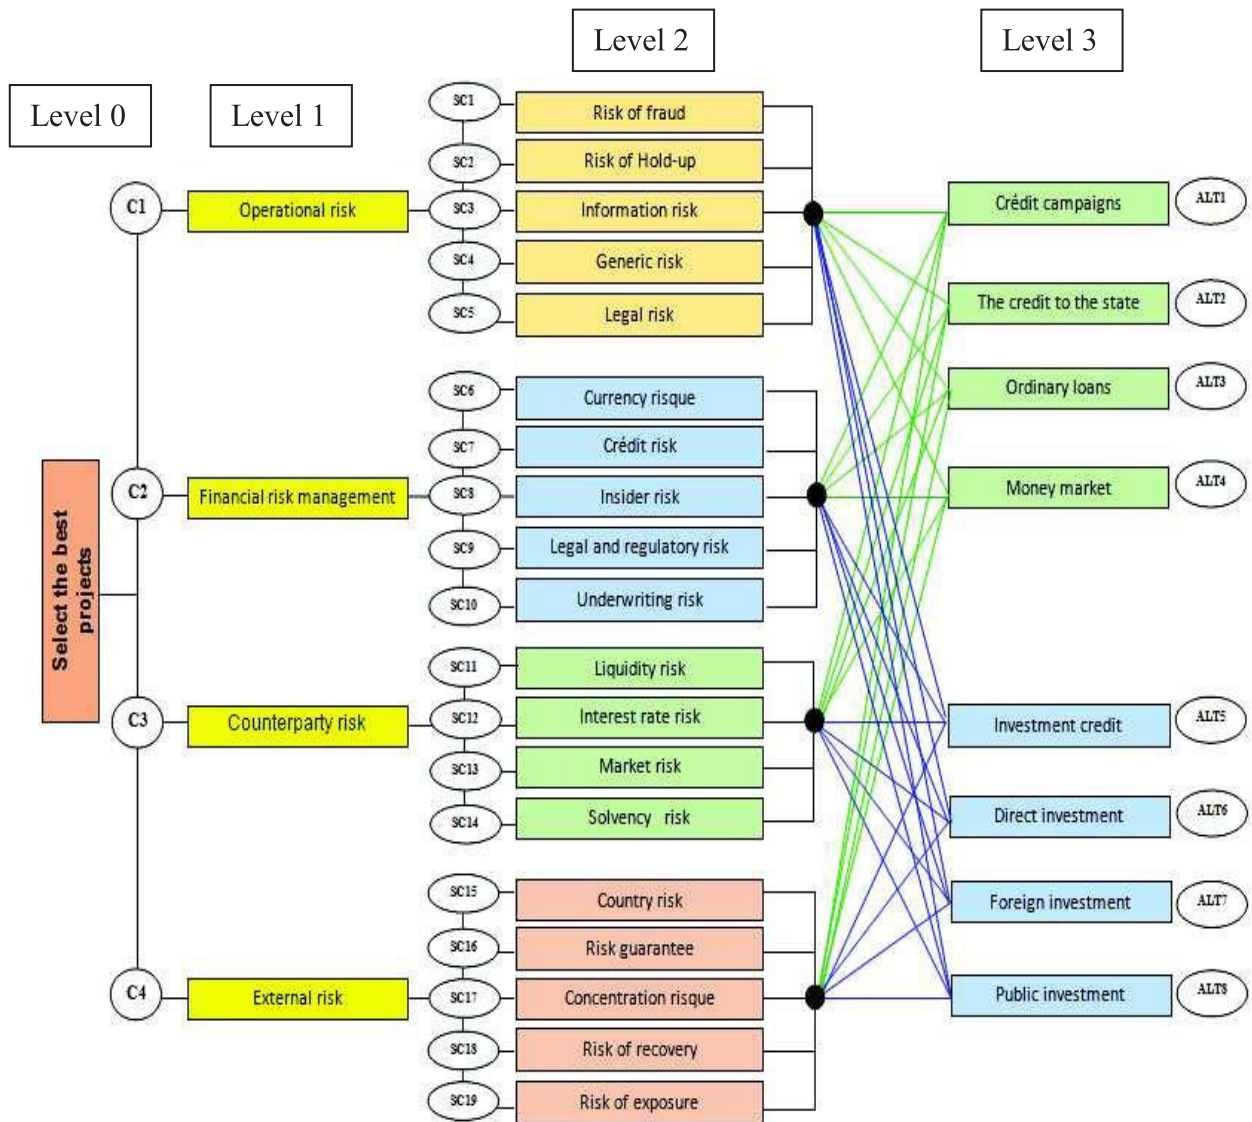 Level 0
Level 1
Level 2
Level 3
Select the best
projects
C1
Operational risk
SC1
Risk of fraud
SC2
Risk of Hold-up
SC3
Information risk
SC4
Generic risk
SC5
Legal risk
C2
Financial risk management
SC6
Currency risque
SC7
Crédit risk
SC8
Insider risk
SC9
Legal and regulatory risk
SC10
Underwriting risk
C3
Counterparty risk
SC11
Liquidity risk
SC12
Interest rate risk
SC13
Market risk
SC14
Solvency risk
C4
External risk
SC15
Country risk
SC16
Risk guarantee
SC17
Concentration risque
SC18
Risk of recovery
SC19
Risk of exposure
Crédit campaigns
ALT1
The credit to the state
ALT2
Ordinary loans
ALT3
Money market
ALT4
Investment credit
ALT5
Direct investment
ALT6
Foreign investment
ALT7
Public investment
ALT8